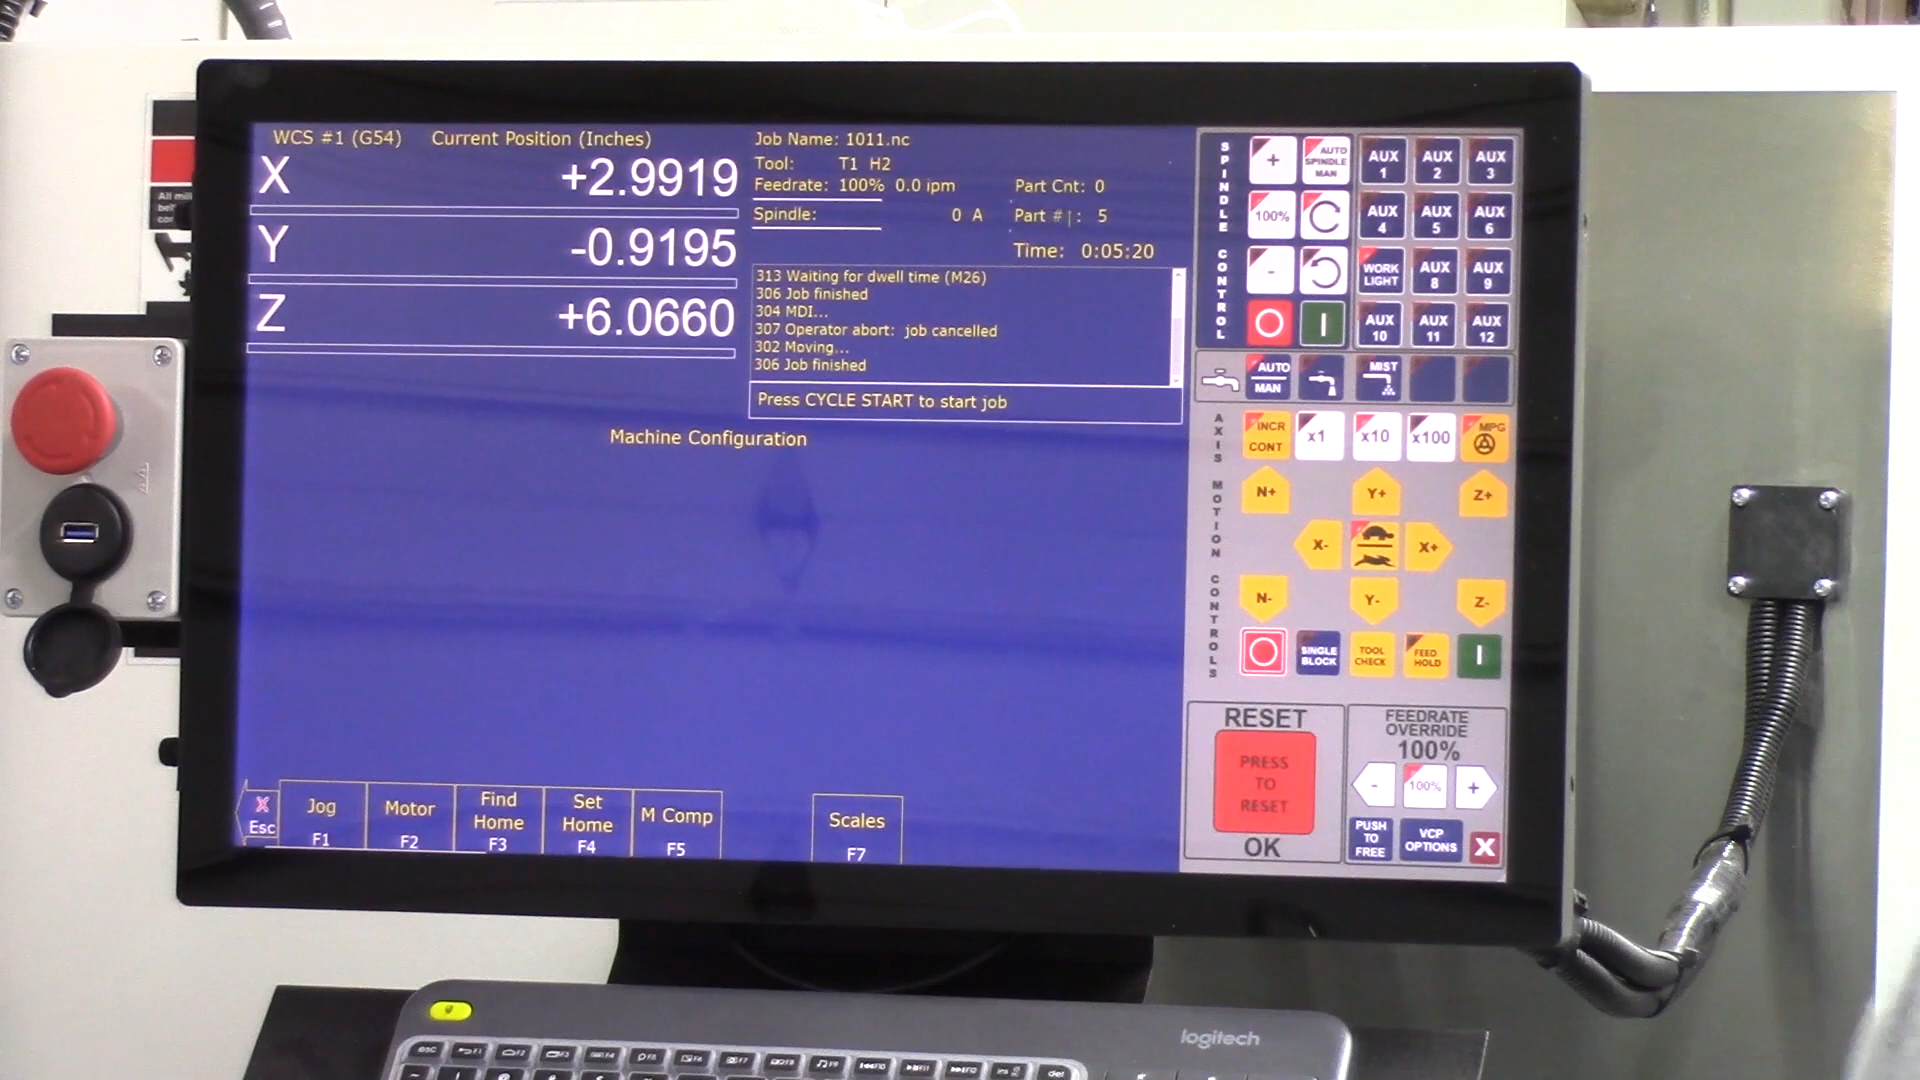 WCS #1 (G54) Current Position (Inches)
X +2.9919
Y -0.9195
Z +6.0660
Job Name: 1011.nc
Tool: T1 H2
Feedrate: 100% 0.0 ipm
Spindle: 0 A
Part Cnt: 0
Part #|: 5
Time: 0:05:20
313 Waiting for dwell time (M26)
306 Job finished
304 MDI...
307 Operator abort: job cancelled
302 Moving...
306 Job finished
Press CYCLE START to start job
Machine Configuration
X Esc
Jog F1
Motor F2
Find Home F3
Set Home F4
M Comp F5
Scales F7
SPINDLE CONTROL
+
AUTO SPINDLE MAN
100%
-
AUX 1
AUX 2
AUX 3
AUX 4
AUX 5
AUX 6
WORK LIGHT
AUX 8
AUX 9
AUX 10
AUX 11
AUX 12
AUTO MAN
MIST
AXIS MOTION CONTROLS
INCR CONT
x1
x10
x100
MPG
N+
Y+
Z+
X-
X+
N-
Y-
Z-
SINGLE BLOCK
TOOL CHECK
FEED HOLD
RESET
PRESS TO RESET
OK
FEEDRATE OVERRIDE
100%
-
100%
+
PUSH TO FREE
VCP OPTIONS
X
All mil
logitech
esc
del